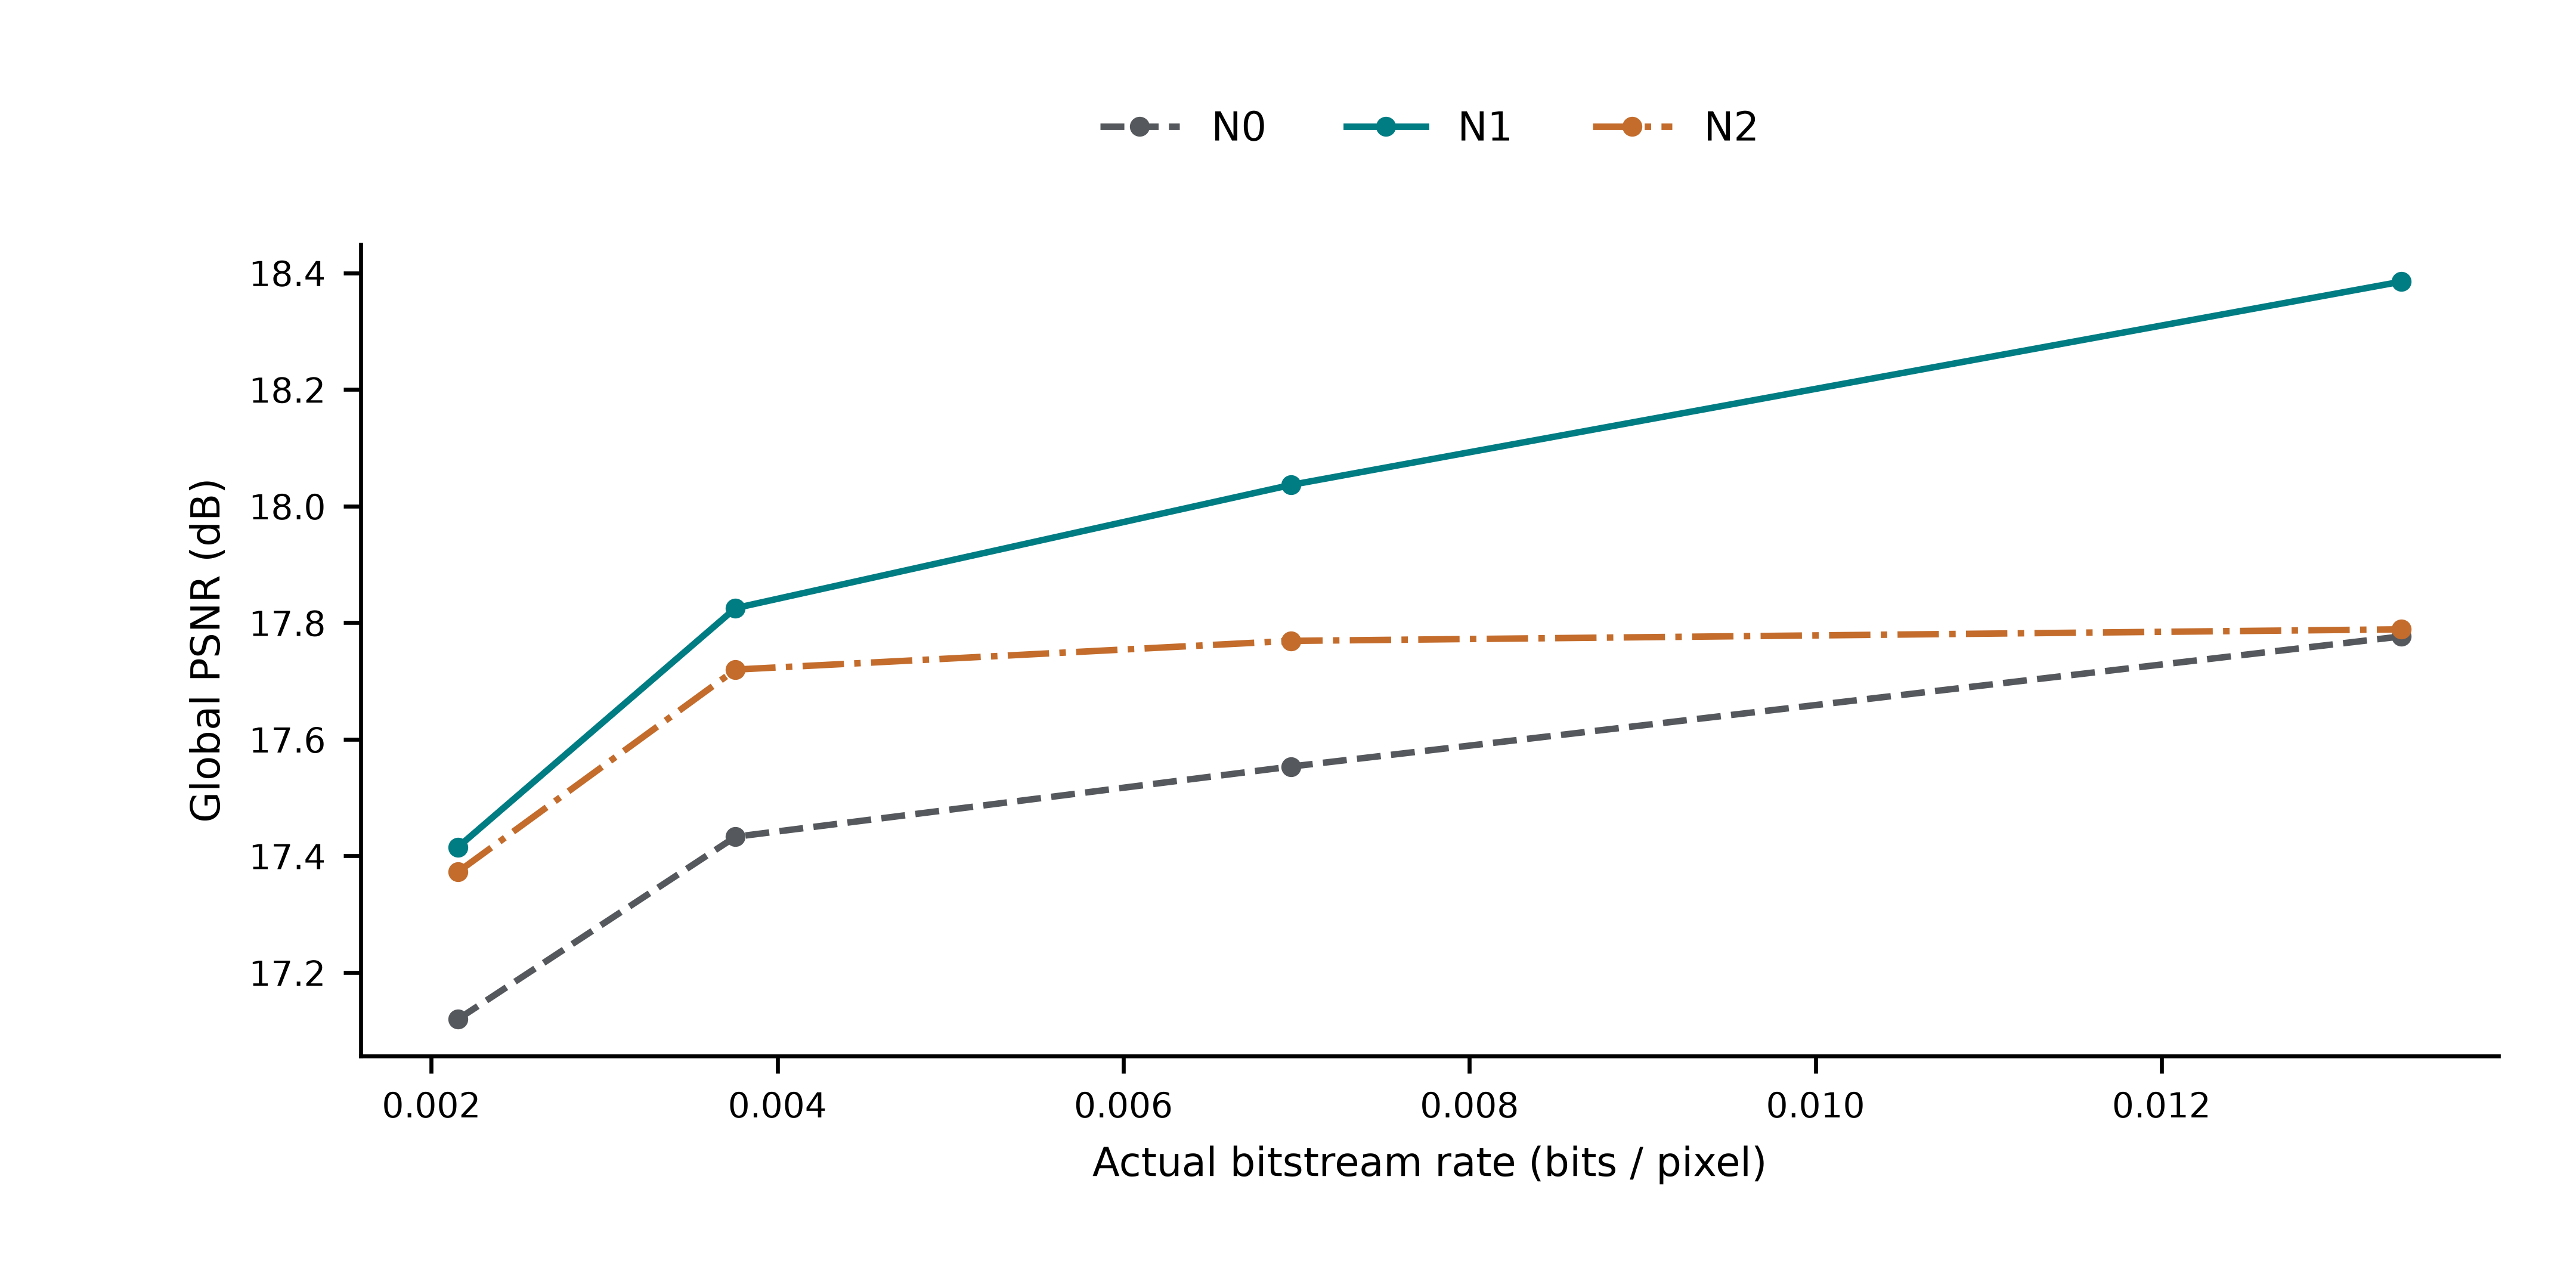 N0 N1 N2
Global PSNR (dB)
18.4
18.2
18.0
17.8
17.6
17.4
17.2
0.002 0.004 0.006 0.008 0.010 0.012
Actual bitstream rate (bits / pixel)